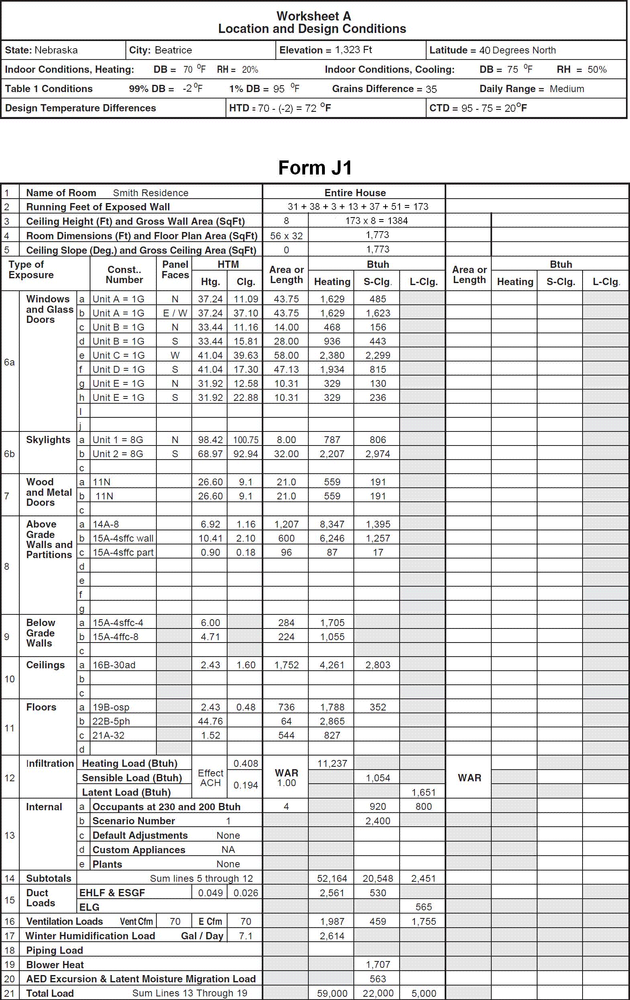 Worksheet A
Location and Design Conditions
State: Nebraska City: Beatrice Elevation = 1,323 Ft Latitude = 40 Degrees North
Indoor Conditions, Heating: DB = 70 °F RH = 20% Indoor Conditions, Cooling: DB = 75 °F RH = 50%
Table 1 Conditions 99% DB = -2 °F 1% DB = 95 °F Grains Difference = 35 Daily Range = Medium
Design Temperature Differences HTD = 70 - (-2) = 72 °F CTD = 95 - 75 = 20°F
Form J1
1 Name of Room Smith Residence Entire House
2 Running Feet of Exposed Wall 31 + 38 + 3 + 13 + 37 + 51 = 173
3 Ceiling Height (Ft) and Gross Wall Area (SqFt) 8 173 x 8 = 1384
4 Room Dimensions (Ft) and Floor Plan Area (SqFt) 56 x 32 1,773
5 Ceiling Slope (Deg.) and Gross Ceiling Area (SqFt) 0 1,773
Type of Exposure Const.. Number Panel Faces HTM Area or Length Btuh Area or Length Btuh
Htg. Clg. Heating S-Clg. L-Clg. Heating S-Clg. L-Clg.
6a Windows and Glass Doors
a Unit A = 1G N 37.24 11.09 43.75 1,629 485
b Unit A = 1G E / W 37.24 37.10 43.75 1,629 1,623
c Unit B = 1G N 33.44 11.16 14.00 468 156
d Unit B = 1G S 33.44 15.81 28.00 936 443
e Unit C = 1G W 41.04 39.63 58.00 2,380 2,299
f Unit D = 1G S 41.04 17.30 47.13 1,934 815
g Unit E = 1G N 31.92 12.58 10.31 329 130
h Unit E = 1G S 31.92 22.88 10.31 329 236
I
j
6b Skylights
a Unit 1 = 8G N 98.42 100.75 8.00 787 806
b Unit 2 = 8G S 68.97 92.94 32.00 2,207 2,974
c
7 Wood and Metal Doors
a 11N 26.60 9.1 21.0 559 191
b 11N 26.60 9.1 21.0 559 191
c
8 Above Grade Walls and Partitions
a 14A-8 6.92 1.16 1,207 8,347 1,395
b 15A-4sffc wall 10.41 2.10 600 6,246 1,257
c 15A-4sffc part 0.90 0.18 96 87 17
d
e
f
g
9 Below Grade Walls
a 15A-4sffc-4 6.00 284 1,705
b 15A-4ffc-8 4.71 224 1,055
c
10 Ceilings
a 16B-30ad 2.43 1.60 1,752 4,261 2,803
b
c
11 Floors
a 19B-osp 2.43 0.48 736 1,788 352
b 22B-5ph 44.76 64 2,865
c 21A-32 1.52 544 827
d
12 Infiltration Effect ACH WAR 1.00 WAR
Heating Load (Btuh) 0.408 11,237
Sensible Load (Btuh) 0.194 1,054
Latent Load (Btuh) 1,651
13 Internal
a Occupants at 230 and 200 Btuh 4 920 800
b Scenario Number 1 2,400
c Default Adjustments None
d Custom Appliances NA
e Plants None
14 Subtotals Sum lines 5 through 12 52,164 20,548 2,451
15 Duct Loads
EHLF & ESGF 0.049 0.026 2,561 530
ELG 565
16 Ventilation Loads Vent Cfm 70 E Cfm 70 1,987 459 1,755
17 Winter Humidification Load Gal / Day 7.1 2,614
18 Piping Load
19 Blower Heat 1,707
20 AED Excursion & Latent Moisture Migration Load 563
21 Total Load Sum Lines 13 Through 19 59,000 22,000 5,000